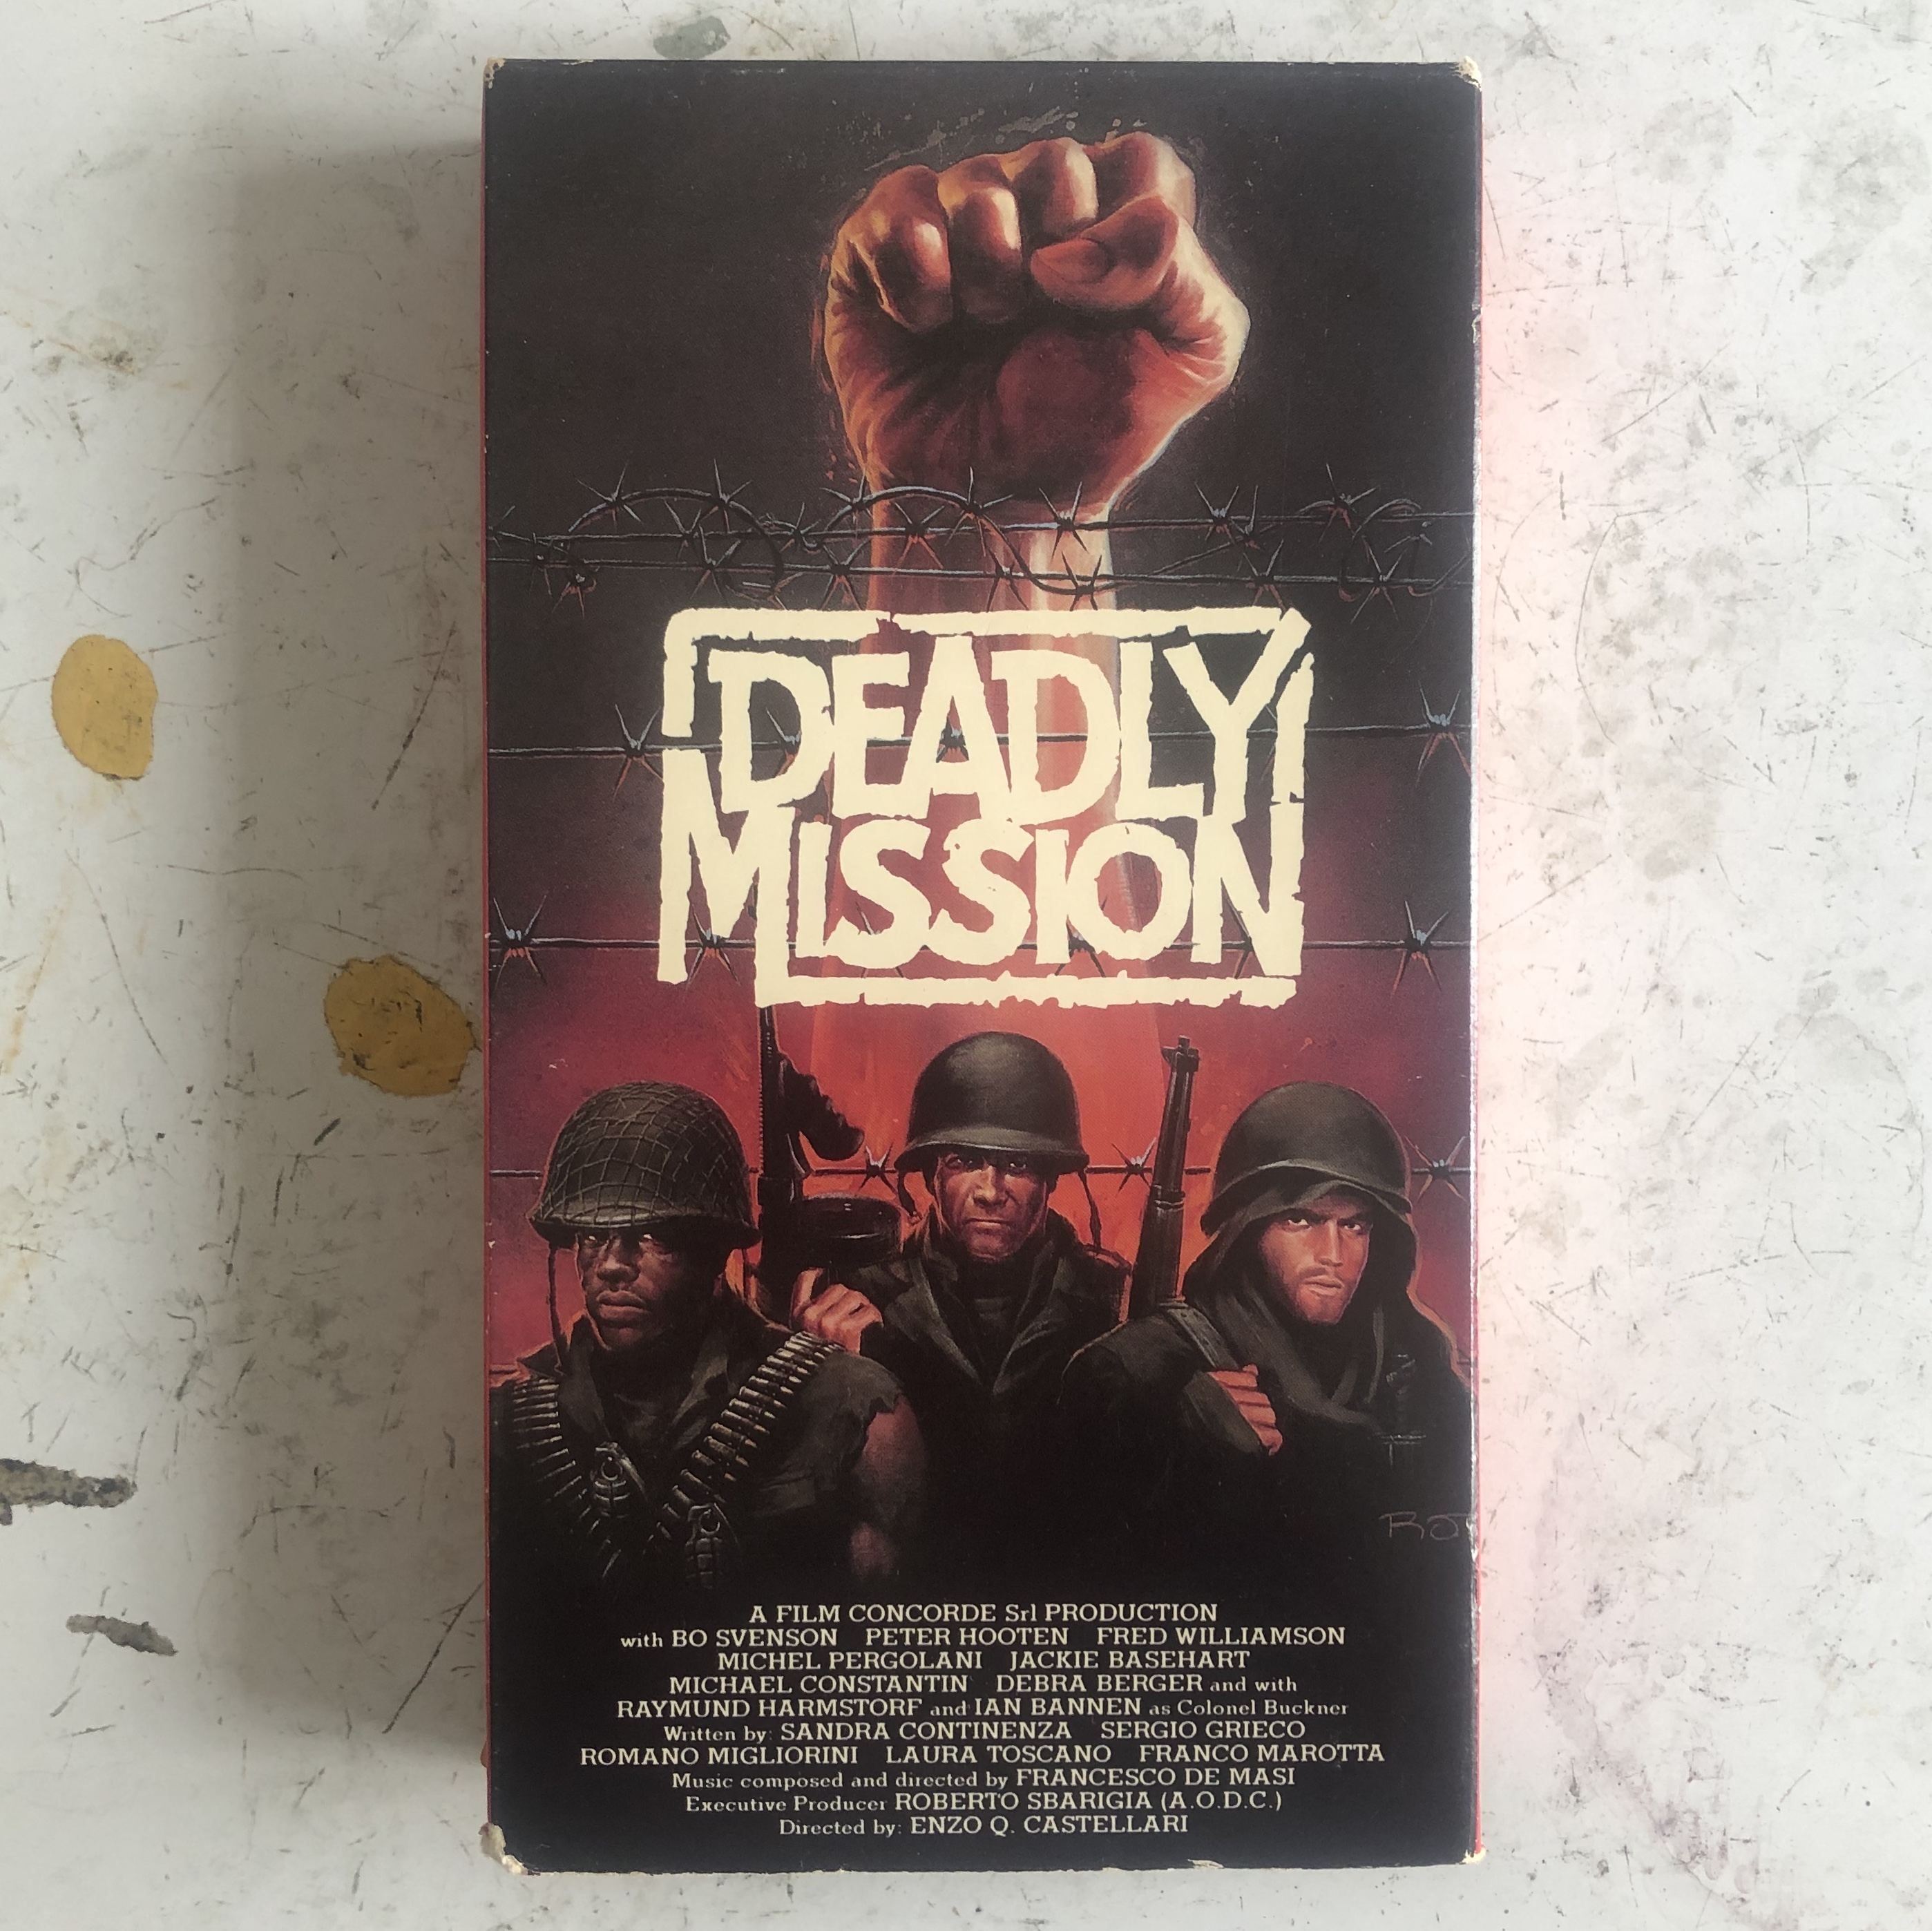 DEADLY
MISSION
A FILM CONCORDE Srl PRODUCTION
with BO SVENSON PETER HOOTEN FRED WILLIAMSON
MICHEL PERGOLANI JACKIE BASEHART
MICHAEL CONSTANTIN DEBRA BERGER and with
RAYMUND HARMSTORF and IAN BANNEN as Colonel Buckner
Written by: SANDRA CONTINENZA SERGIO GRIECO
ROMANO MIGLIORINI LAURA TOSCANO FRANCO MAROTTA
Music composed and directed by FRANCESCO DE MASI
Executive Producer ROBERTO SBARIGIA (A.O.D.C.)
Directed by: ENZO Q. CASTELLARI